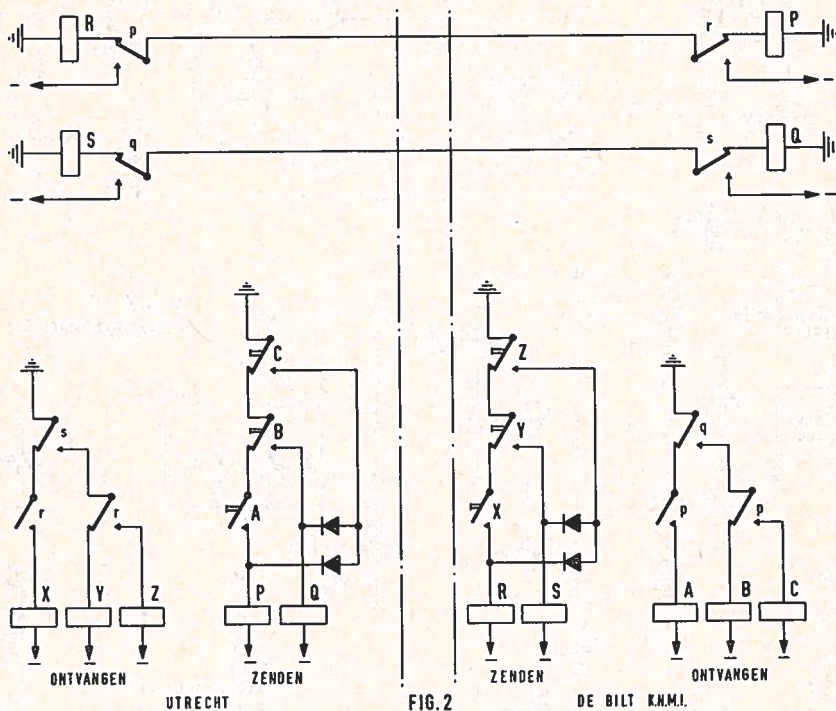 R p r P
S q s Q
C Z
B Y
s q
r r A X p p
X Y Z P Q R S A B C
ONTVANGEN ZENDEN ZENDEN ONTVANGEN
UTRECHT FIG.2 DE BILT K.N.M.I.